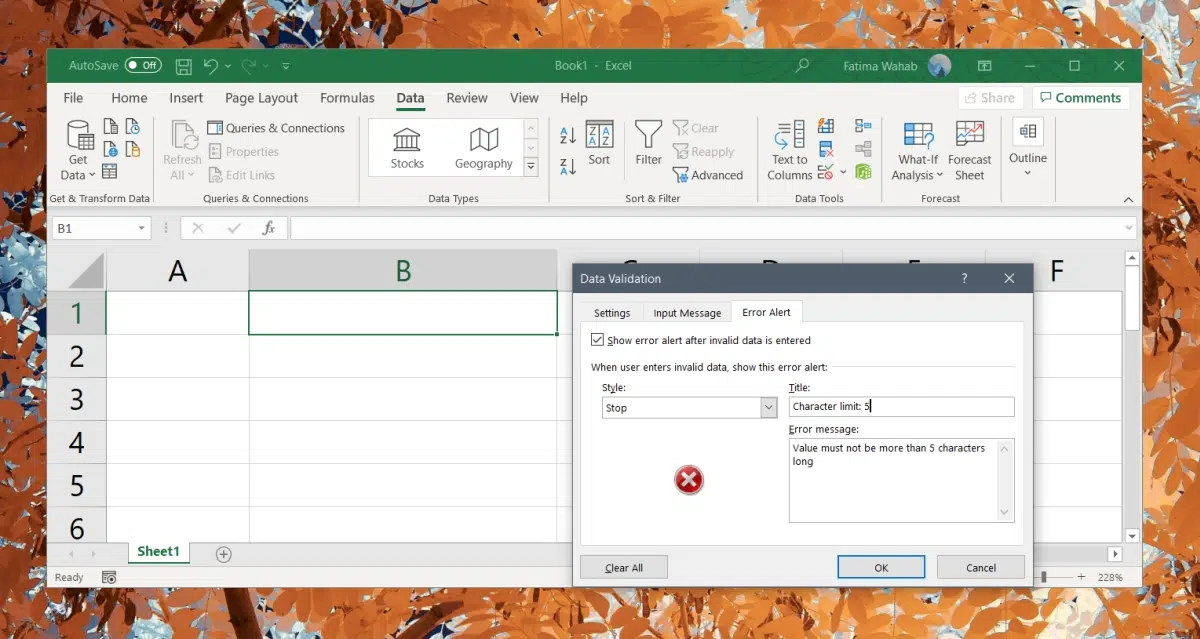 AutoSave Off Book1 - Excel Fatima Wahab
File Home Insert Page Layout Formulas Data Review View Help Share Comments
Get
Data
Refresh
All
Queries & Connections
Properties
Edit Links
Stocks
Geography
Sort
Filter
Clear
Reapply
Advanced
Text to
Columns
What-If
Analysis
Forecast
Sheet
Outline
Get & Transform Data Queries & Connections Data Types Sort & Filter Data Tools Forecast
B1 fx
A B F
1
2
3
4
5
6
Data Validation ?
Settings Input Message Error Alert
Show error alert after invalid data is entered
When user enters invalid data, show this error alert:
Style: Title:
Stop Character limit: 5
Error message:
Value must not be more than 5 characters
long
Clear All OK Cancel
Sheet1
Ready 228%